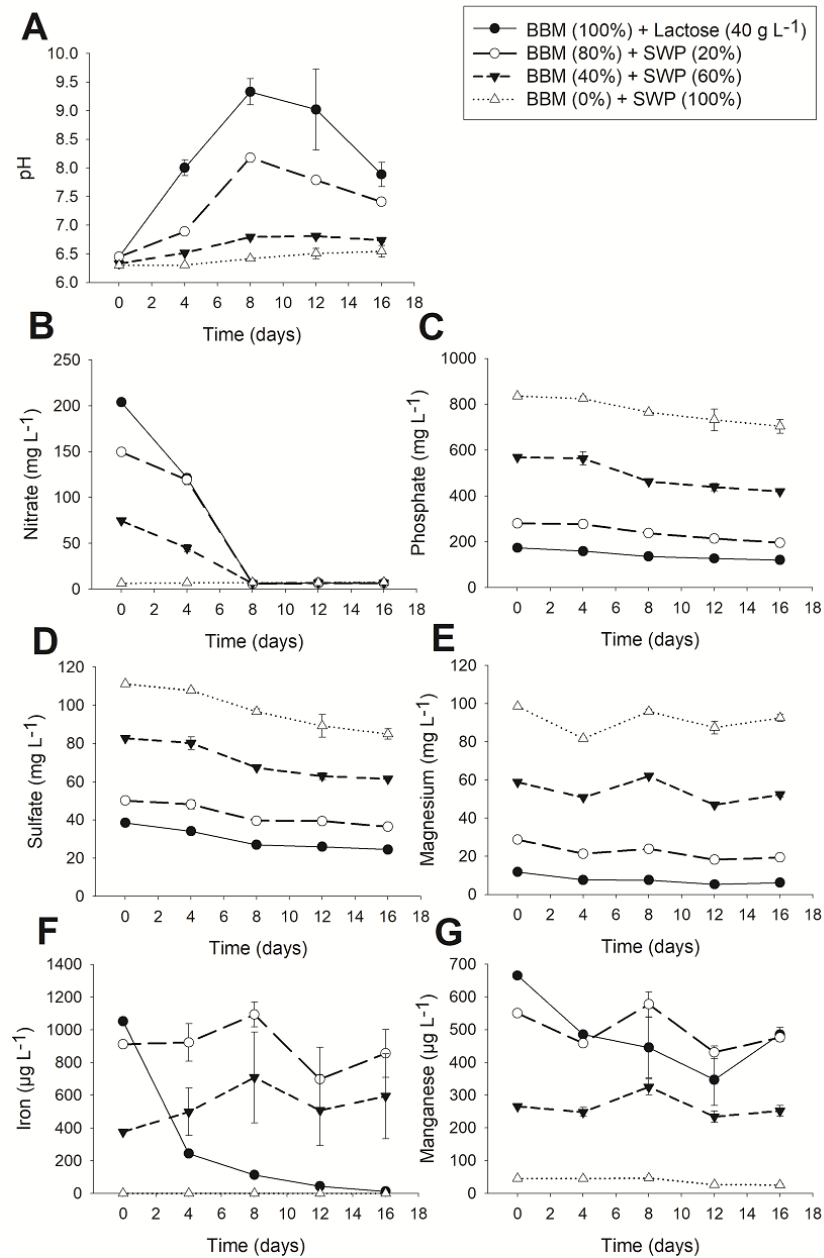 A
BBM (100%) + Lactose (40 g L-1)
BBM (80%) + SWP (20%)
BBM (40%) + SWP (60%)
BBM (0%) + SWP (100%)
pH
10.0
9.5
9.0
8.5
8.0
7.5
7.0
6.5
6.0
0 2 4 6 8 10 12 14 16 18
Time (days)
B
Nitrate (mg L-1)
250
200
150
100
50
0
0 2 4 6 8 10 12 14 16 18
Time (days)
C
Phosphate (mg L-1)
1000
800
600
400
200
0
0 2 4 6 8 10 12 14 16 18
Time (days)
D
Sulfate (mg L-1)
120
100
80
60
40
20
0
0 2 4 6 8 10 12 14 16 18
Time (days)
E
Magnesium (mg L-1)
120
100
80
60
40
20
0
0 2 4 6 8 10 12 14 16 18
Time (days)
F
Iron (µg L-1)
1400
1200
1000
800
600
400
200
0
0 2 4 6 8 10 12 14 16 18
Time (days)
G
Manganese (µg L-1)
700
600
500
400
300
200
100
0
0 2 4 6 8 10 12 14 16 18
Time (days)